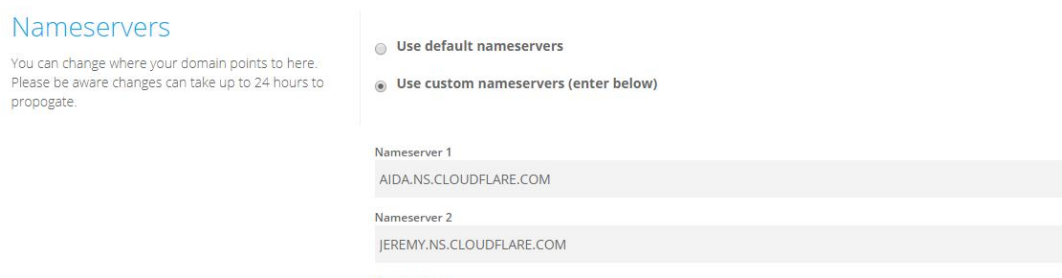 Nameservers
You can change where your domain points to here.
Please be aware changes can take up to 24 hours to
propogate.
Use default nameservers
Use custom nameservers (enter below)
Nameserver 1
AIDA.NS.CLOUDFLARE.COM
Nameserver 2
JEREMY.NS.CLOUDFLARE.COM